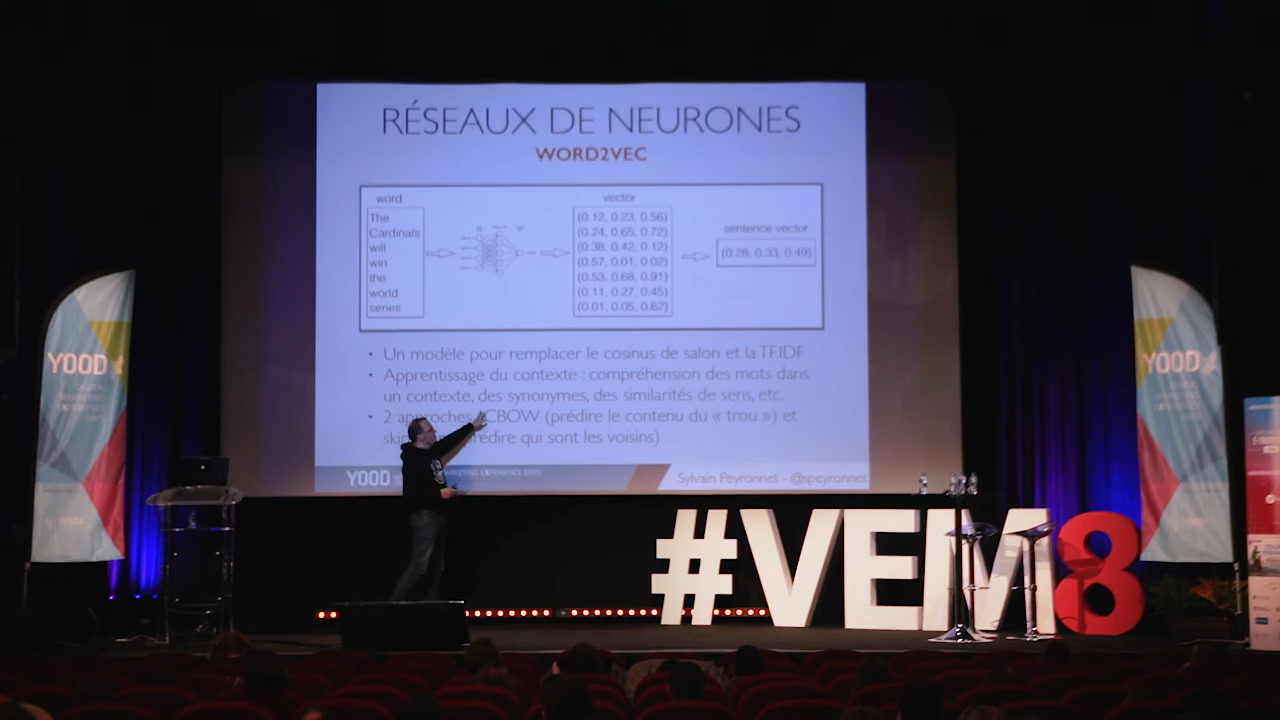 RÉSEAUX DE NEURONES
WORD2VEC
word
vector
sentence vector
The
Cardinals
will
win
the
world
series
(0.12, 0.23, 0.56)
(0.24, 0.65, 0.72)
(0.38, 0.42, 0.12)
(0.57, 0.01, 0.02)
(0.53, 0.68, 0.91)
(0.11, 0.27, 0.45)
(0.01, 0.05, 0.62)
(0.28, 0.33, 0.49)
• Un modèle pour remplacer le cosinus de salon et la TF.IDF
• Apprentissage du contexte : compréhension des mots dans
un contexte, des synonymes, des similarités de sens, etc.
• 2 approches CBOW (prédire le contenu du « trou ») et
qui sont les voisins)
YOOD
EXPERIENCE DAYS
Sylvain Peyronnet - @speyronnet
YOOD
YOOD
#VEM8